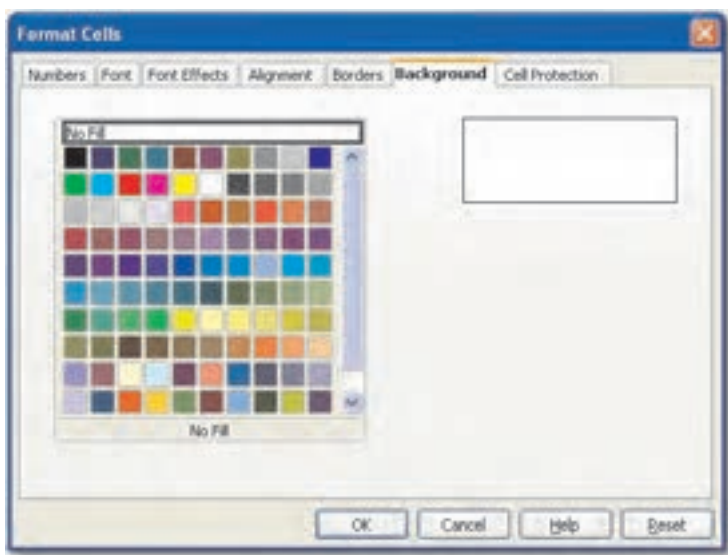 Format Cells
Numbers Font Font Effects Alignment Borders Background Cell Protection
No Fill
No Fill
OK Cancel Help Reset